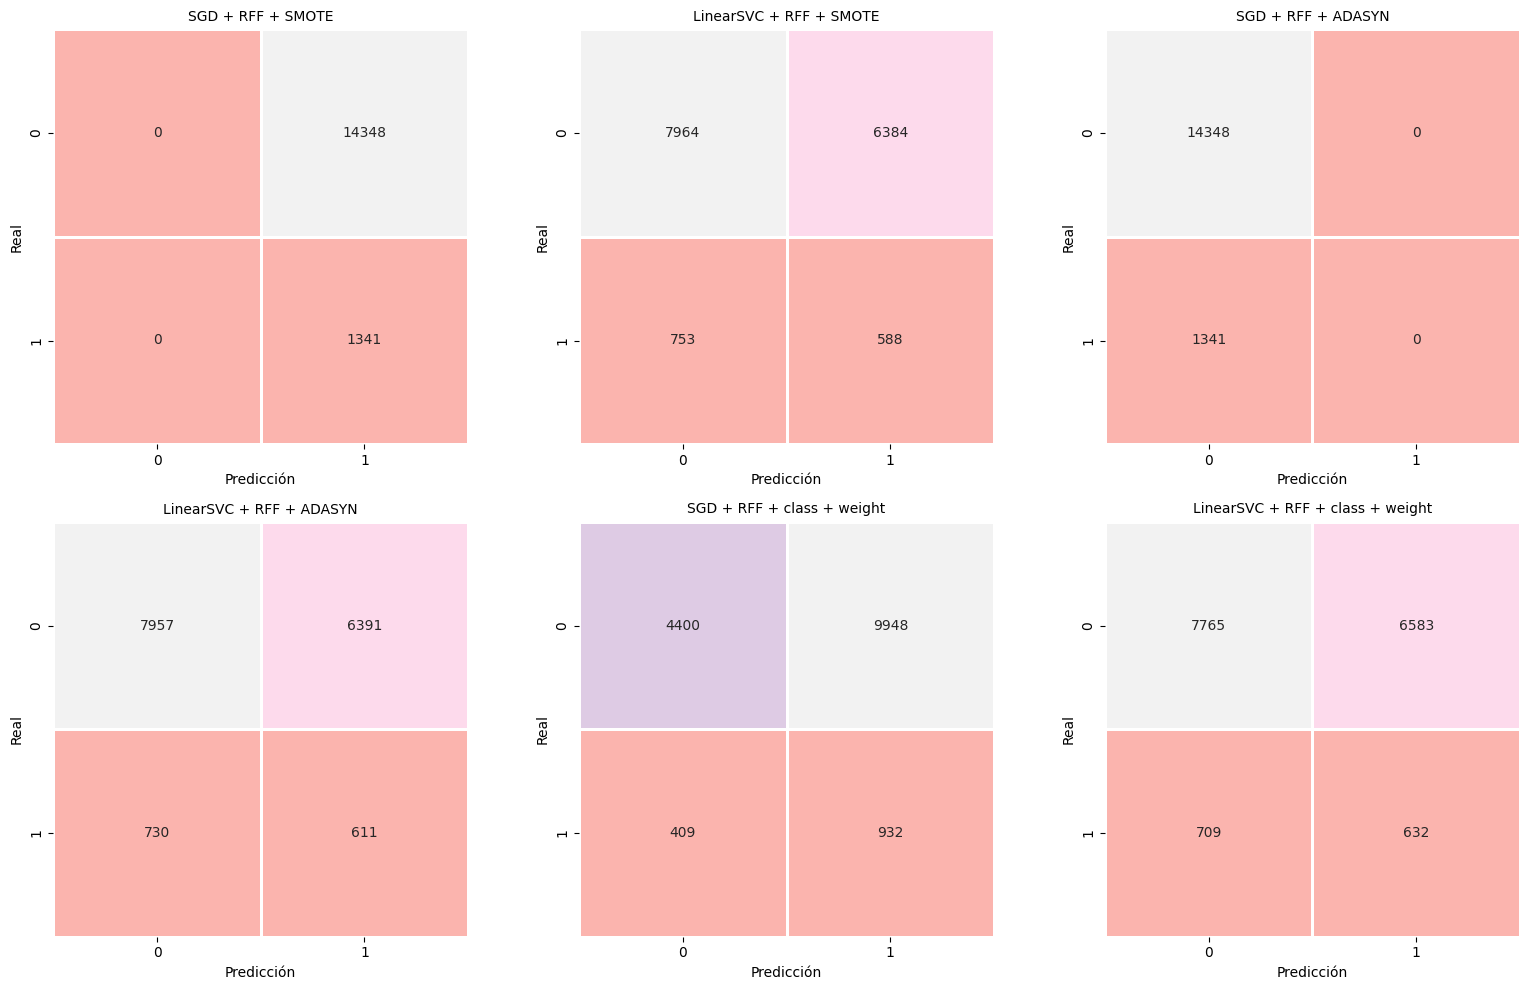 SGD + RFF + SMOTE
0
14348
0
1341
0
1
0
1
Real
Predicción
LinearSVC + RFF + SMOTE
7964
6384
753
588
0
1
0
1
Real
Predicción
SGD + RFF + ADASYN
14348
0
1341
0
0
1
0
1
Real
Predicción
LinearSVC + RFF + ADASYN
7957
6391
730
611
0
1
0
1
Real
Predicción
SGD + RFF + class + weight
4400
9948
409
932
0
1
0
1
Real
Predicción
LinearSVC + RFF + class + weight
7765
6583
709
632
0
1
0
1
Real
Predicción